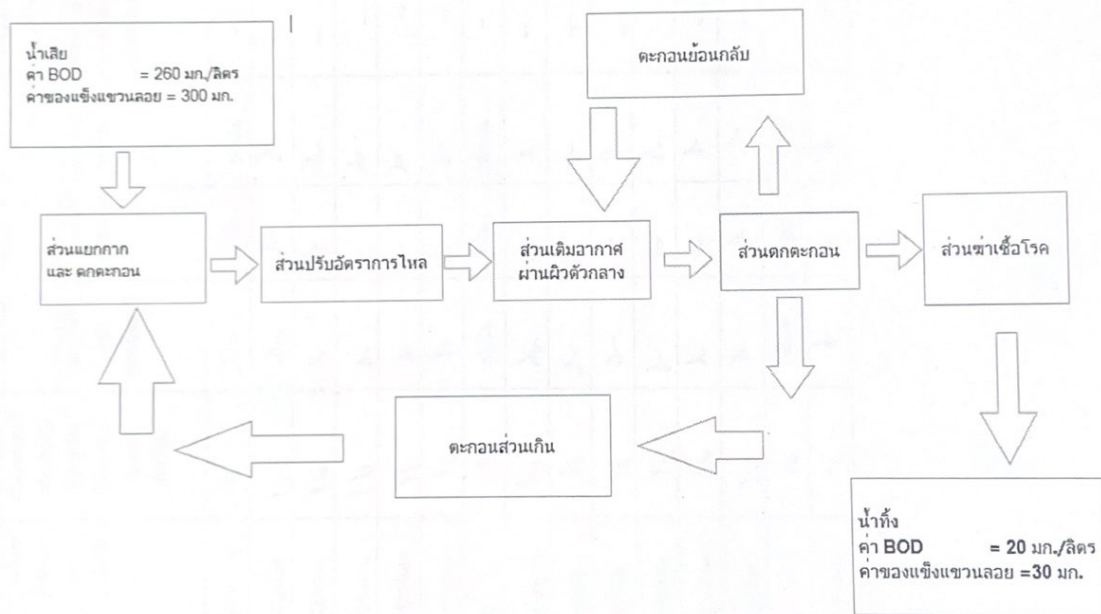 น้ำเสีย
ค่า BOD = 260 มก./ลิตร
ค่าของแข็งแขวนลอย = 300 มก.
ตะกอนย้อนกลับ
ส่วนแยกกาก
และ ตกตะกอน
ส่วนปรับอัตราการไหล
ส่วนเติมอากาศ
ผ่านผิวตัวกลาง
ส่วนตกตะกอน
ส่วนฆ่าเชื้อโรค
ตะกอนส่วนเกิน
น้ำทิ้ง
ค่า BOD = 20 มก./ลิตร
ค่าของแข็งแขวนลอย =30 มก.